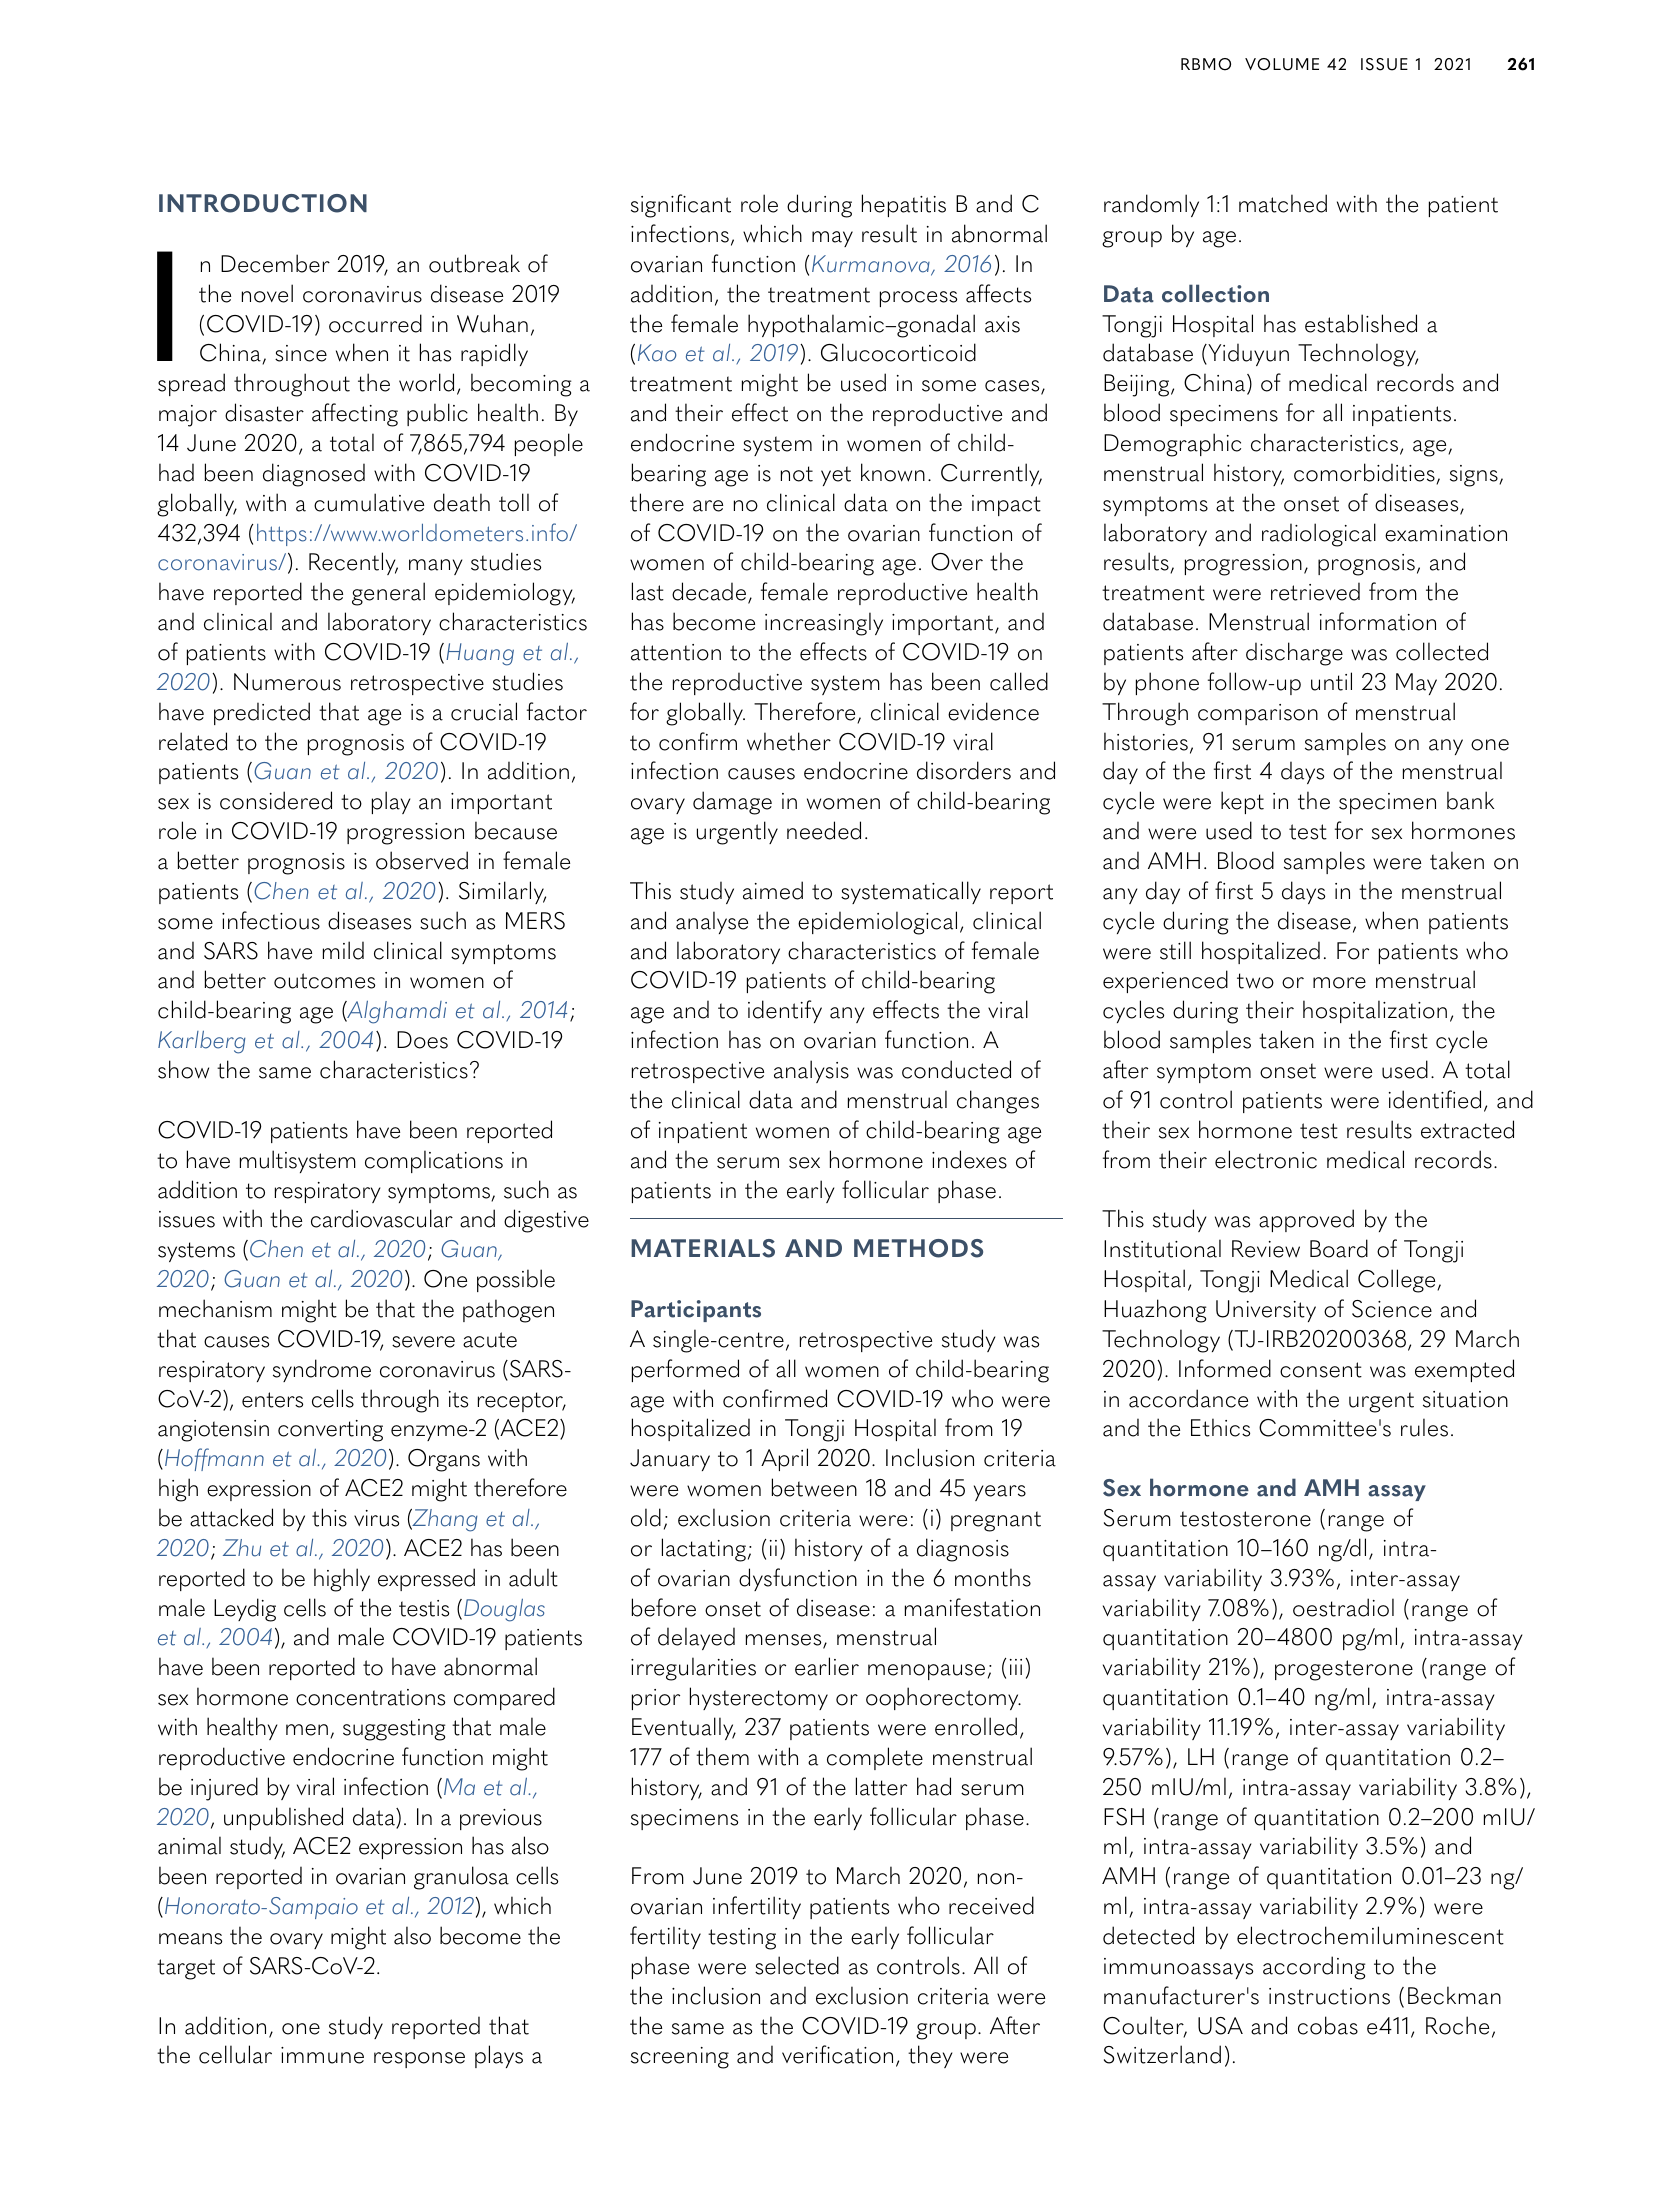 RBMO VOLUME 42 ISSUE 1 2021 261
INTRODUCTION
In December 2019, an outbreak of
the novel coronavirus disease 2019
(COVID-19) occurred in Wuhan,
China, since when it has rapidly
spread throughout the world, becoming a
major disaster affecting public health. By
14 June 2020, a total of 7,865,794 people
had been diagnosed with COVID-19
globally, with a cumulative death toll of
432,394 (https://www.worldometers.info/
coronavirus/). Recently, many studies
have reported the general epidemiology,
and clinical and laboratory characteristics
of patients with COVID-19 (Huang et al.,
2020). Numerous retrospective studies
have predicted that age is a crucial factor
related to the prognosis of COVID-19
patients (Guan et al., 2020). In addition,
sex is considered to play an important
role in COVID-19 progression because
a better prognosis is observed in female
patients (Chen et al., 2020). Similarly,
some infectious diseases such as MERS
and SARS have mild clinical symptoms
and better outcomes in women of
child-bearing age (Alghamdi et al., 2014;
Karlberg et al., 2004). Does COVID-19
show the same characteristics?
COVID-19 patients have been reported
to have multisystem complications in
addition to respiratory symptoms, such as
issues with the cardiovascular and digestive
systems (Chen et al., 2020; Guan,
2020; Guan et al., 2020). One possible
mechanism might be that the pathogen
that causes COVID-19, severe acute
respiratory syndrome coronavirus (SARS-
CoV-2), enters cells through its receptor,
angiotensin converting enzyme-2 (ACE2)
(Hoffmann et al., 2020). Organs with
high expression of ACE2 might therefore
be attacked by this virus (Zhang et al.,
2020; Zhu et al., 2020). ACE2 has been
reported to be highly expressed in adult
male Leydig cells of the testis (Douglas
et al., 2004), and male COVID-19 patients
have been reported to have abnormal
sex hormone concentrations compared
with healthy men, suggesting that male
reproductive endocrine function might
be injured by viral infection (Ma et al.,
2020, unpublished data). In a previous
animal study, ACE2 expression has also
been reported in ovarian granulosa cells
(Honorato-Sampaio et al., 2012), which
means the ovary might also become the
target of SARS-CoV-2.
In addition, one study reported that
the cellular immune response plays a
significant role during hepatitis B and C
infections, which may result in abnormal
ovarian function (Kurmanova, 2016). In
addition, the treatment process affects
the female hypothalamic–gonadal axis
(Kao et al., 2019). Glucocorticoid
treatment might be used in some cases,
and their effect on the reproductive and
endocrine system in women of child-
bearing age is not yet known. Currently,
there are no clinical data on the impact
of COVID-19 on the ovarian function of
women of child-bearing age. Over the
last decade, female reproductive health
has become increasingly important, and
attention to the effects of COVID-19 on
the reproductive system has been called
for globally. Therefore, clinical evidence
to confirm whether COVID-19 viral
infection causes endocrine disorders and
ovary damage in women of child-bearing
age is urgently needed.
This study aimed to systematically report
and analyse the epidemiological, clinical
and laboratory characteristics of female
COVID-19 patients of child-bearing
age and to identify any effects the viral
infection has on ovarian function. A
retrospective analysis was conducted of
the clinical data and menstrual changes
of inpatient women of child-bearing age
and the serum sex hormone indexes of
patients in the early follicular phase.
MATERIALS AND METHODS
Participants
A single-centre, retrospective study was
performed of all women of child-bearing
age with confirmed COVID-19 who were
hospitalized in Tongji Hospital from 19
January to 1 April 2020. Inclusion criteria
were women between 18 and 45 years
old; exclusion criteria were: (i) pregnant
or lactating; (ii) history of a diagnosis
of ovarian dysfunction in the 6 months
before onset of disease: a manifestation
of delayed menses, menstrual
irregularities or earlier menopause; (iii)
prior hysterectomy or oophorectomy.
Eventually, 237 patients were enrolled,
177 of them with a complete menstrual
history, and 91 of the latter had serum
specimens in the early follicular phase.
From June 2019 to March 2020, non-
ovarian infertility patients who received
fertility testing in the early follicular
phase were selected as controls. All of
the inclusion and exclusion criteria were
the same as the COVID-19 group. After
screening and verification, they were
randomly 1:1 matched with the patient
group by age.
Data collection
Tongji Hospital has established a
database (Yiduyun Technology,
Beijing, China) of medical records and
blood specimens for all inpatients.
Demographic characteristics, age,
menstrual history, comorbidities, signs,
symptoms at the onset of diseases,
laboratory and radiological examination
results, progression, prognosis, and
treatment were retrieved from the
database. Menstrual information of
patients after discharge was collected
by phone follow-up until 23 May 2020.
Through comparison of menstrual
histories, 91 serum samples on any one
day of the first 4 days of the menstrual
cycle were kept in the specimen bank
and were used to test for sex hormones
and AMH. Blood samples were taken on
any day of first 5 days in the menstrual
cycle during the disease, when patients
were still hospitalized. For patients who
experienced two or more menstrual
cycles during their hospitalization, the
blood samples taken in the first cycle
after symptom onset were used. A total
of 91 control patients were identified, and
their sex hormone test results extracted
from their electronic medical records.
This study was approved by the
Institutional Review Board of Tongji
Hospital, Tongji Medical College,
Huazhong University of Science and
Technology (TJ-IRB20200368, 29 March
2020). Informed consent was exempted
in accordance with the urgent situation
and the Ethics Committee's rules.
Sex hormone and AMH assay
Serum testosterone (range of
quantitation 10–160 ng/dl, intra-
assay variability 3.93%, inter-assay
variability 7.08%), oestradiol (range of
quantitation 20–4800 pg/ml, intra-assay
variability 21%), progesterone (range of
quantitation 0.1–40 ng/ml, intra-assay
variability 11.19%, inter-assay variability
9.57%), LH (range of quantitation 0.2–
250 mIU/ml, intra-assay variability 3.8%),
FSH (range of quantitation 0.2–200 mIU/
ml, intra-assay variability 3.5%) and
AMH (range of quantitation 0.01–23 ng/
ml, intra-assay variability 2.9%) were
detected by electrochemiluminescent
immunoassays according to the
manufacturer's instructions (Beckman
Coulter, USA and cobas e411, Roche,
Switzerland).